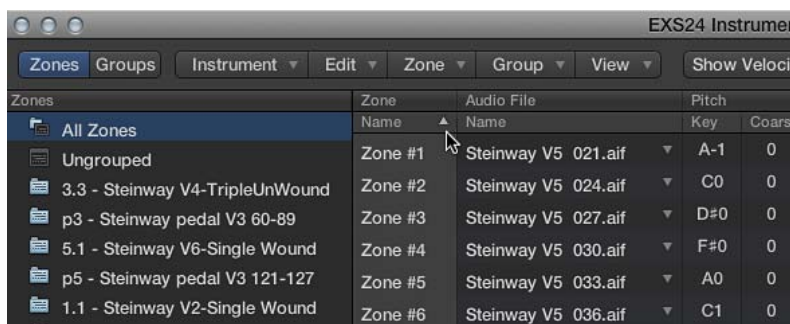 EXS24 Instrume
Zones Groups Instrument Edit Zone Group View Show Veloci
Zones Zone Audio File Pitch
Name Name Key Coars
All Zones
Ungrouped
3.3 - Steinway V4-TripleUnWound
p3 - Steinway pedal V3 60-89
5.1 - Steinway V6-Single Wound
p5 - Steinway pedal V3 121-127
1.1 - Steinway V2-Single Wound
Zone #1 Steinway V5 021.aif A-1 0
Zone #2 Steinway V5 024.aif C0 0
Zone #3 Steinway V5 027.aif D#0 0
Zone #4 Steinway V5 030.aif F#0 0
Zone #5 Steinway V5 033.aif A0 0
Zone #6 Steinway V5 036.aif C1 0